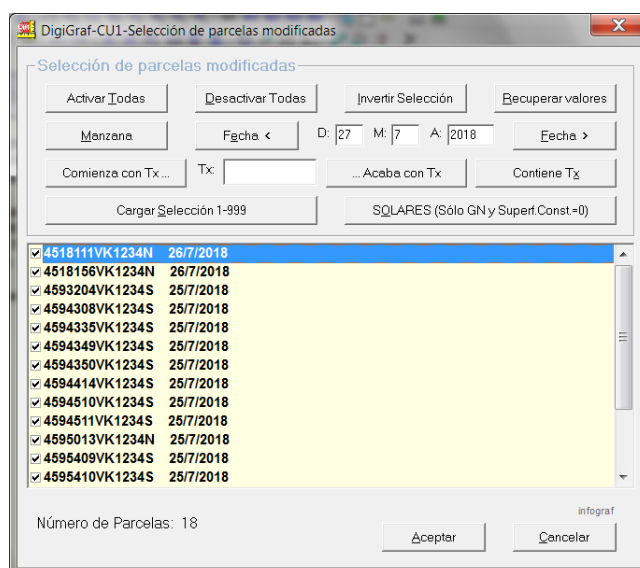 DigiGraf-CU1-Selección de parcelas modificadas
Selección de parcelas modificadas
Activar Todas Desactivar Todas Invertir Selección Recuperar valores
Manzana Fecha < D: 27 M: 7 A: 2018 Fecha >
Comienza con Tx... Tx: ... Acaba con Tx Contiene Tx
Cargar Selección 1-999 SOLARES (Sólo GN y Superf.Const.=0)
4518111VK1234N 26/7/2018
4518156VK1234N 26/7/2018
4593204VK1234S 25/7/2018
4594308VK1234S 25/7/2018
4594335VK1234S 25/7/2018
4594349VK1234S 25/7/2018
4594350VK1234S 25/7/2018
4594414VK1234S 25/7/2018
4594510VK1234S 25/7/2018
4594511VK1234S 25/7/2018
4595013VK1234N 25/7/2018
4595409VK1234S 25/7/2018
4595410VK1234S 25/7/2018
infograf
Número de Parcelas: 18
Aceptar Cancelar